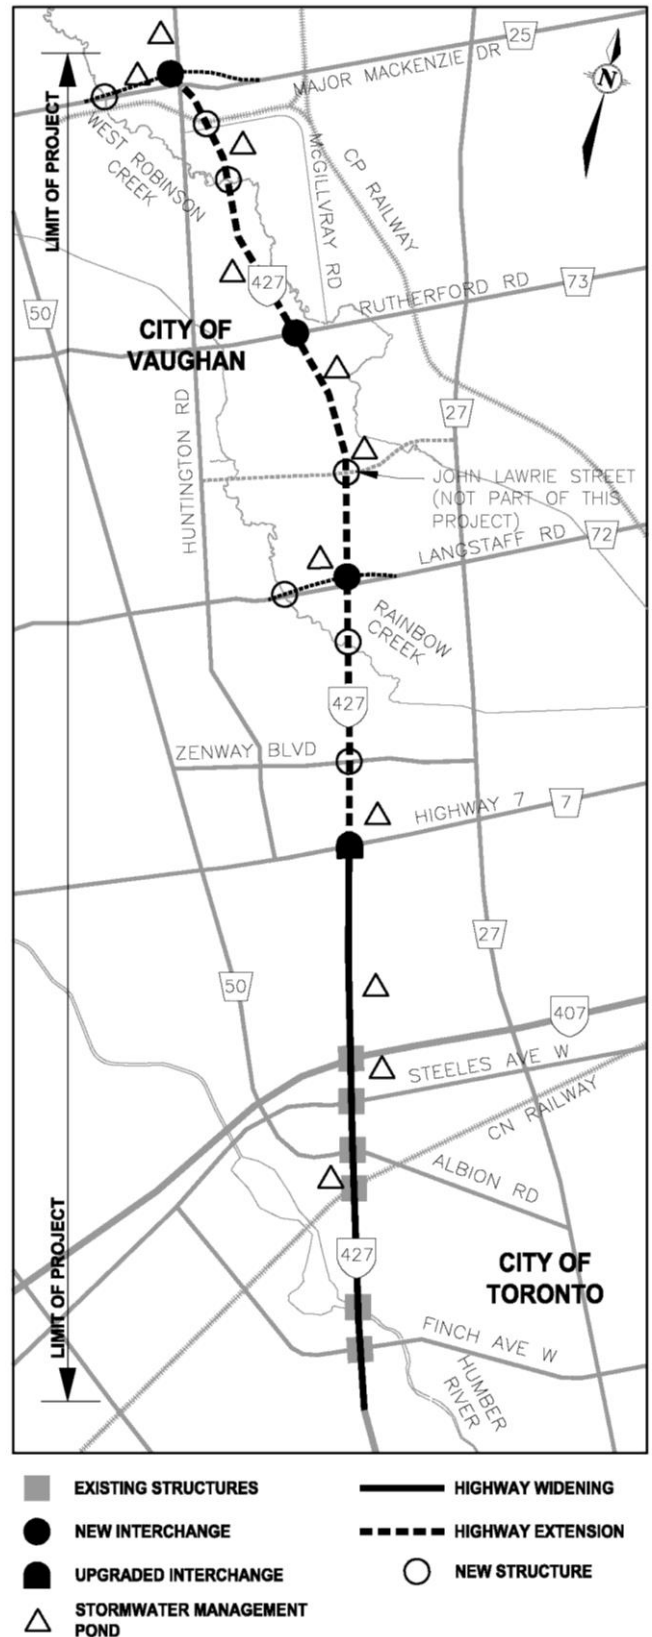 25
MAJOR MACKENZIE DR
N
LIMIT OF PROJECT
WEST ROBINSON
CREEK
McGILLVRAY RD
CP RAILWAY
427
RUTHERFORD RD
73
50
CITY OF
VAUGHAN
HUNTINGTON RD
27
JOHN LAWRIE STREET
(NOT PART OF THIS
PROJECT)
LANGSTAFF RD
72
RAINBOW
CREEK
427
ZENWAY BLVD
HIGHWAY 7
7
27
50
407
STEELES AVE W
CN RAILWAY
ALBION RD
LIMIT OF PROJECT
427
CITY OF
TORONTO
FINCH AVE W
HUMBER
RIVER
EXISTING STRUCTURES
HIGHWAY WIDENING
NEW INTERCHANGE
HIGHWAY EXTENSION
UPGRADED INTERCHANGE
NEW STRUCTURE
STORMWATER MANAGEMENT
POND